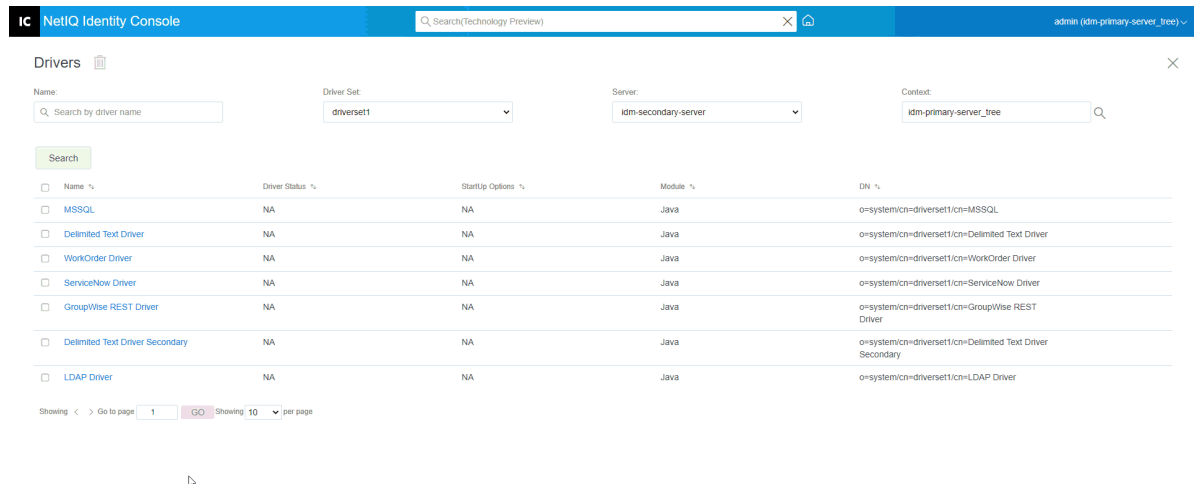 IC NetIQ Identity Console Search(Technology Preview) admin (idm-primary-server_tree)
Drivers
Name: Driver Set: Server: Context:
Search by driver name driverset1 idm-secondary-server idm-primary-server_tree
Search
Name Driver Status StartUp Options Module DN
MSSQL NA NA Java o=system/cn=driverset1/cn=MSSQL
Delimited Text Driver NA NA Java o=system/cn=driverset1/cn=Delimited Text Driver
WorkOrder Driver NA NA Java o=system/cn=driverset1/cn=WorkOrder Driver
ServiceNow Driver NA NA Java o=system/cn=driverset1/cn=ServiceNow Driver
GroupWise REST Driver NA NA Java o=system/cn=driverset1/cn=GroupWise REST
Driver
Delimited Text Driver Secondary NA NA Java o=system/cn=driverset1/cn=Delimited Text Driver
Secondary
LDAP Driver NA NA Java o=system/cn=driverset1/cn=LDAP Driver
Showing < > Go to page 1 GO Showing 10 per page